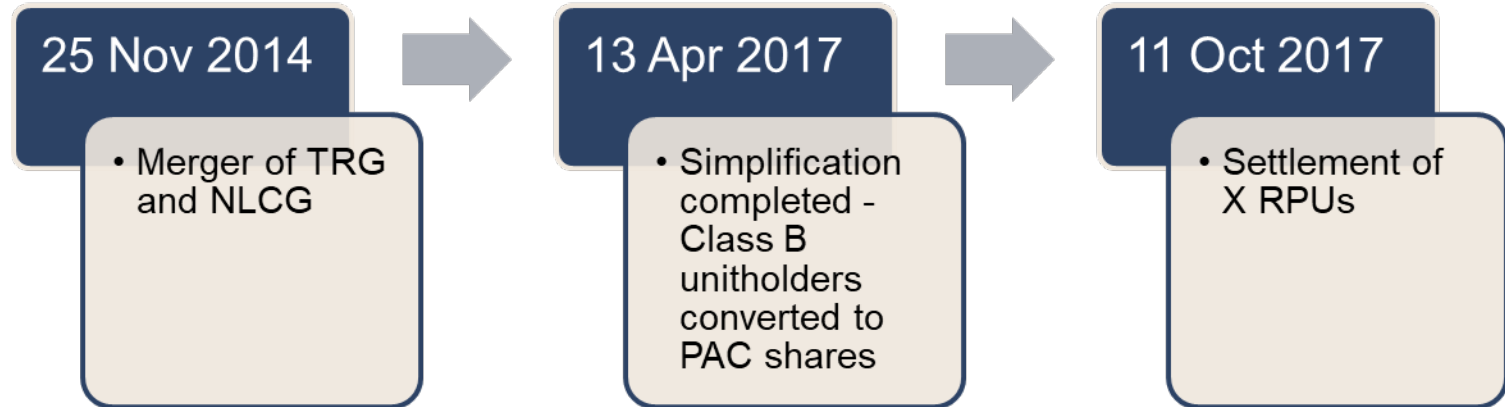 25 Nov 2014
• Merger of TRG
and NLCG
13 Apr 2017
• Simplification
completed -
Class B
unitholders
converted to
PAC shares
11 Oct 2017
• Settlement of
X RPUs